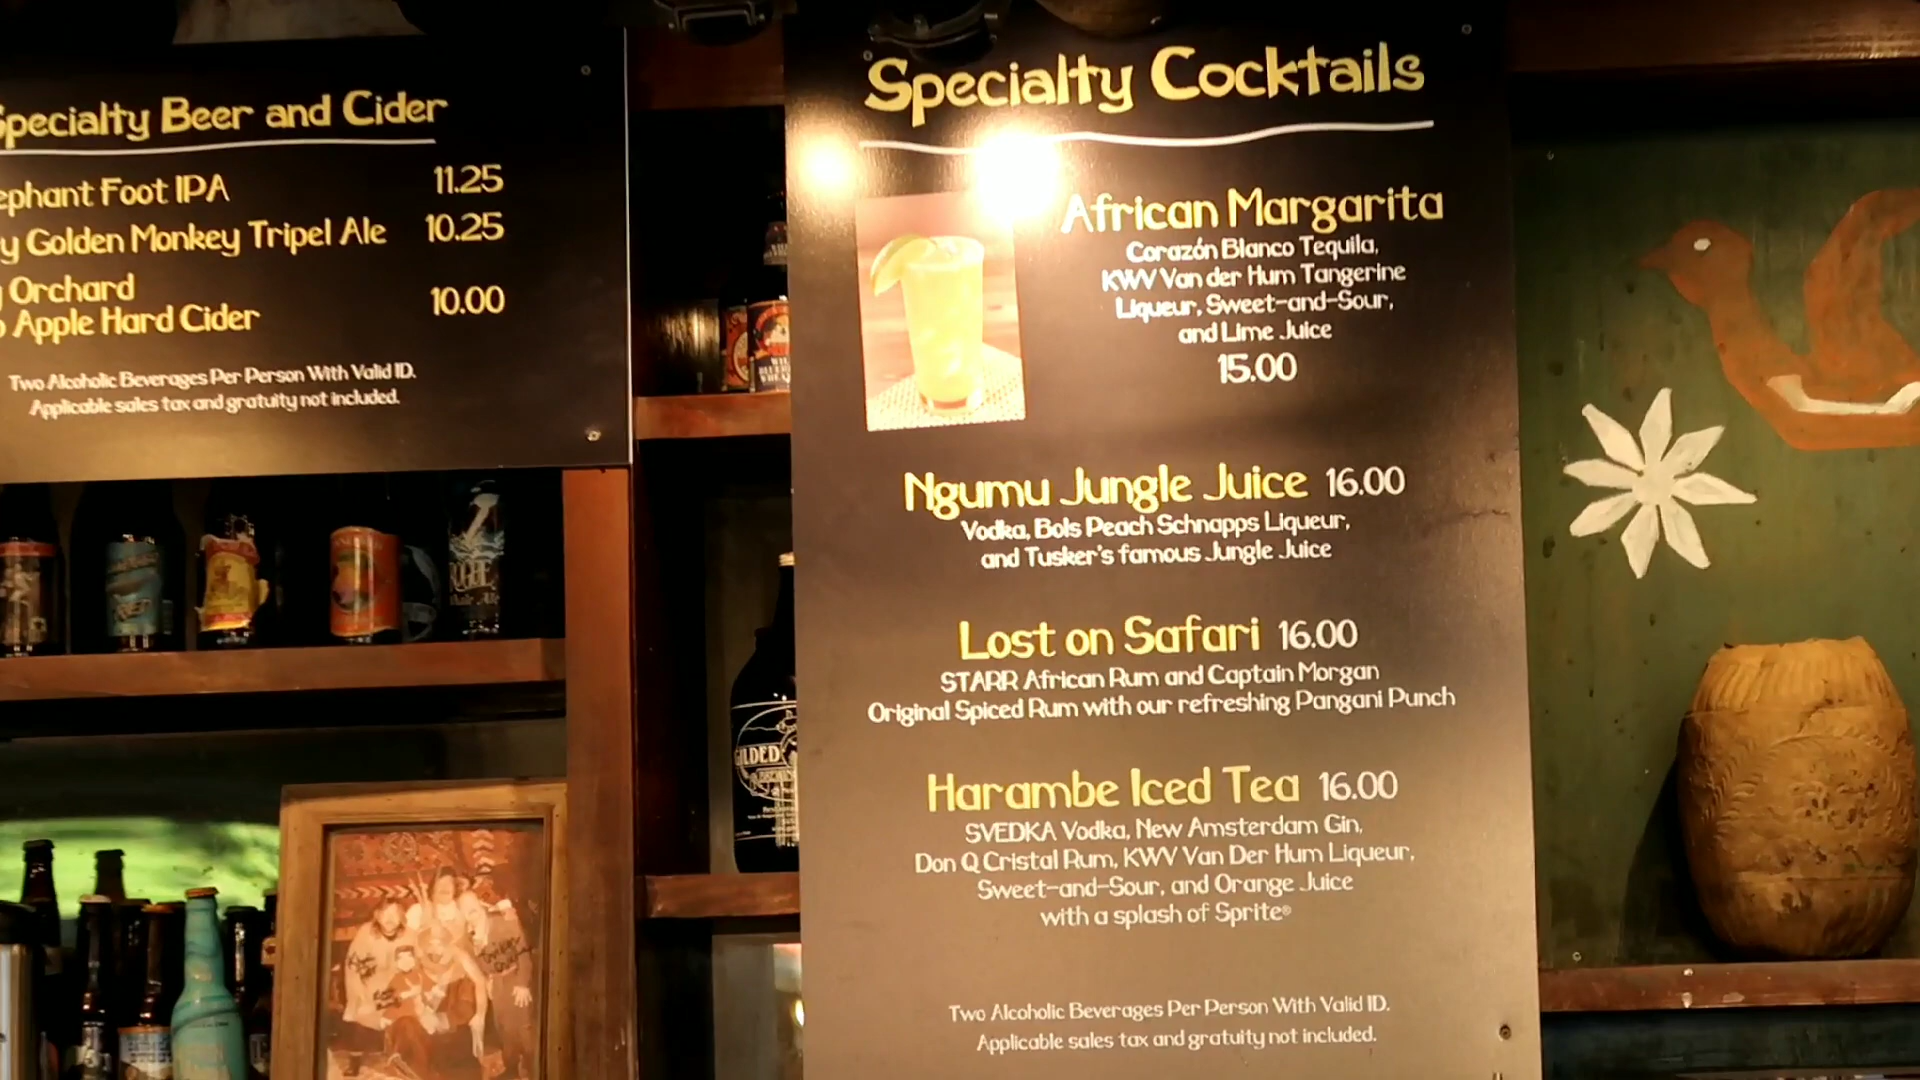 Specialty Beer and Cider
Foot IPA 11.25
Golden Monkey Tripel Ale 10.25
Orchard
Apple Hard Cider 10.00
Two Alcoholic Beverages Per Person With Valid ID.
Applicable sales tax and gratuity not included.
Specialty Cocktails
African Margarita
Corazón Blanco Tequila,
KWV Van der Hum Tangerine
Liqueur, Sweet-and-Sour,
and Lime Juice
15.00
Ngumu Jungle Juice 16.00
Vodka, Bols Peach Schnapps Liqueur,
and Tusker's famous Jungle Juice
Lost on Safari 16.00
STARR African Rum and Captain Morgan
Original Spiced Rum with our refreshing Pangani Punch
Harambe Iced Tea 16.00
SVEDKA Vodka, New Amsterdam Gin,
Don Q Cristal Rum, KWV Van Der Hum Liqueur,
Sweet-and-Sour, and Orange Juice
with a splash of Sprite®
Two Alcoholic Beverages Per Person With Valid ID.
Applicable sales tax and gratuity not included.
ROGUE
GILDED